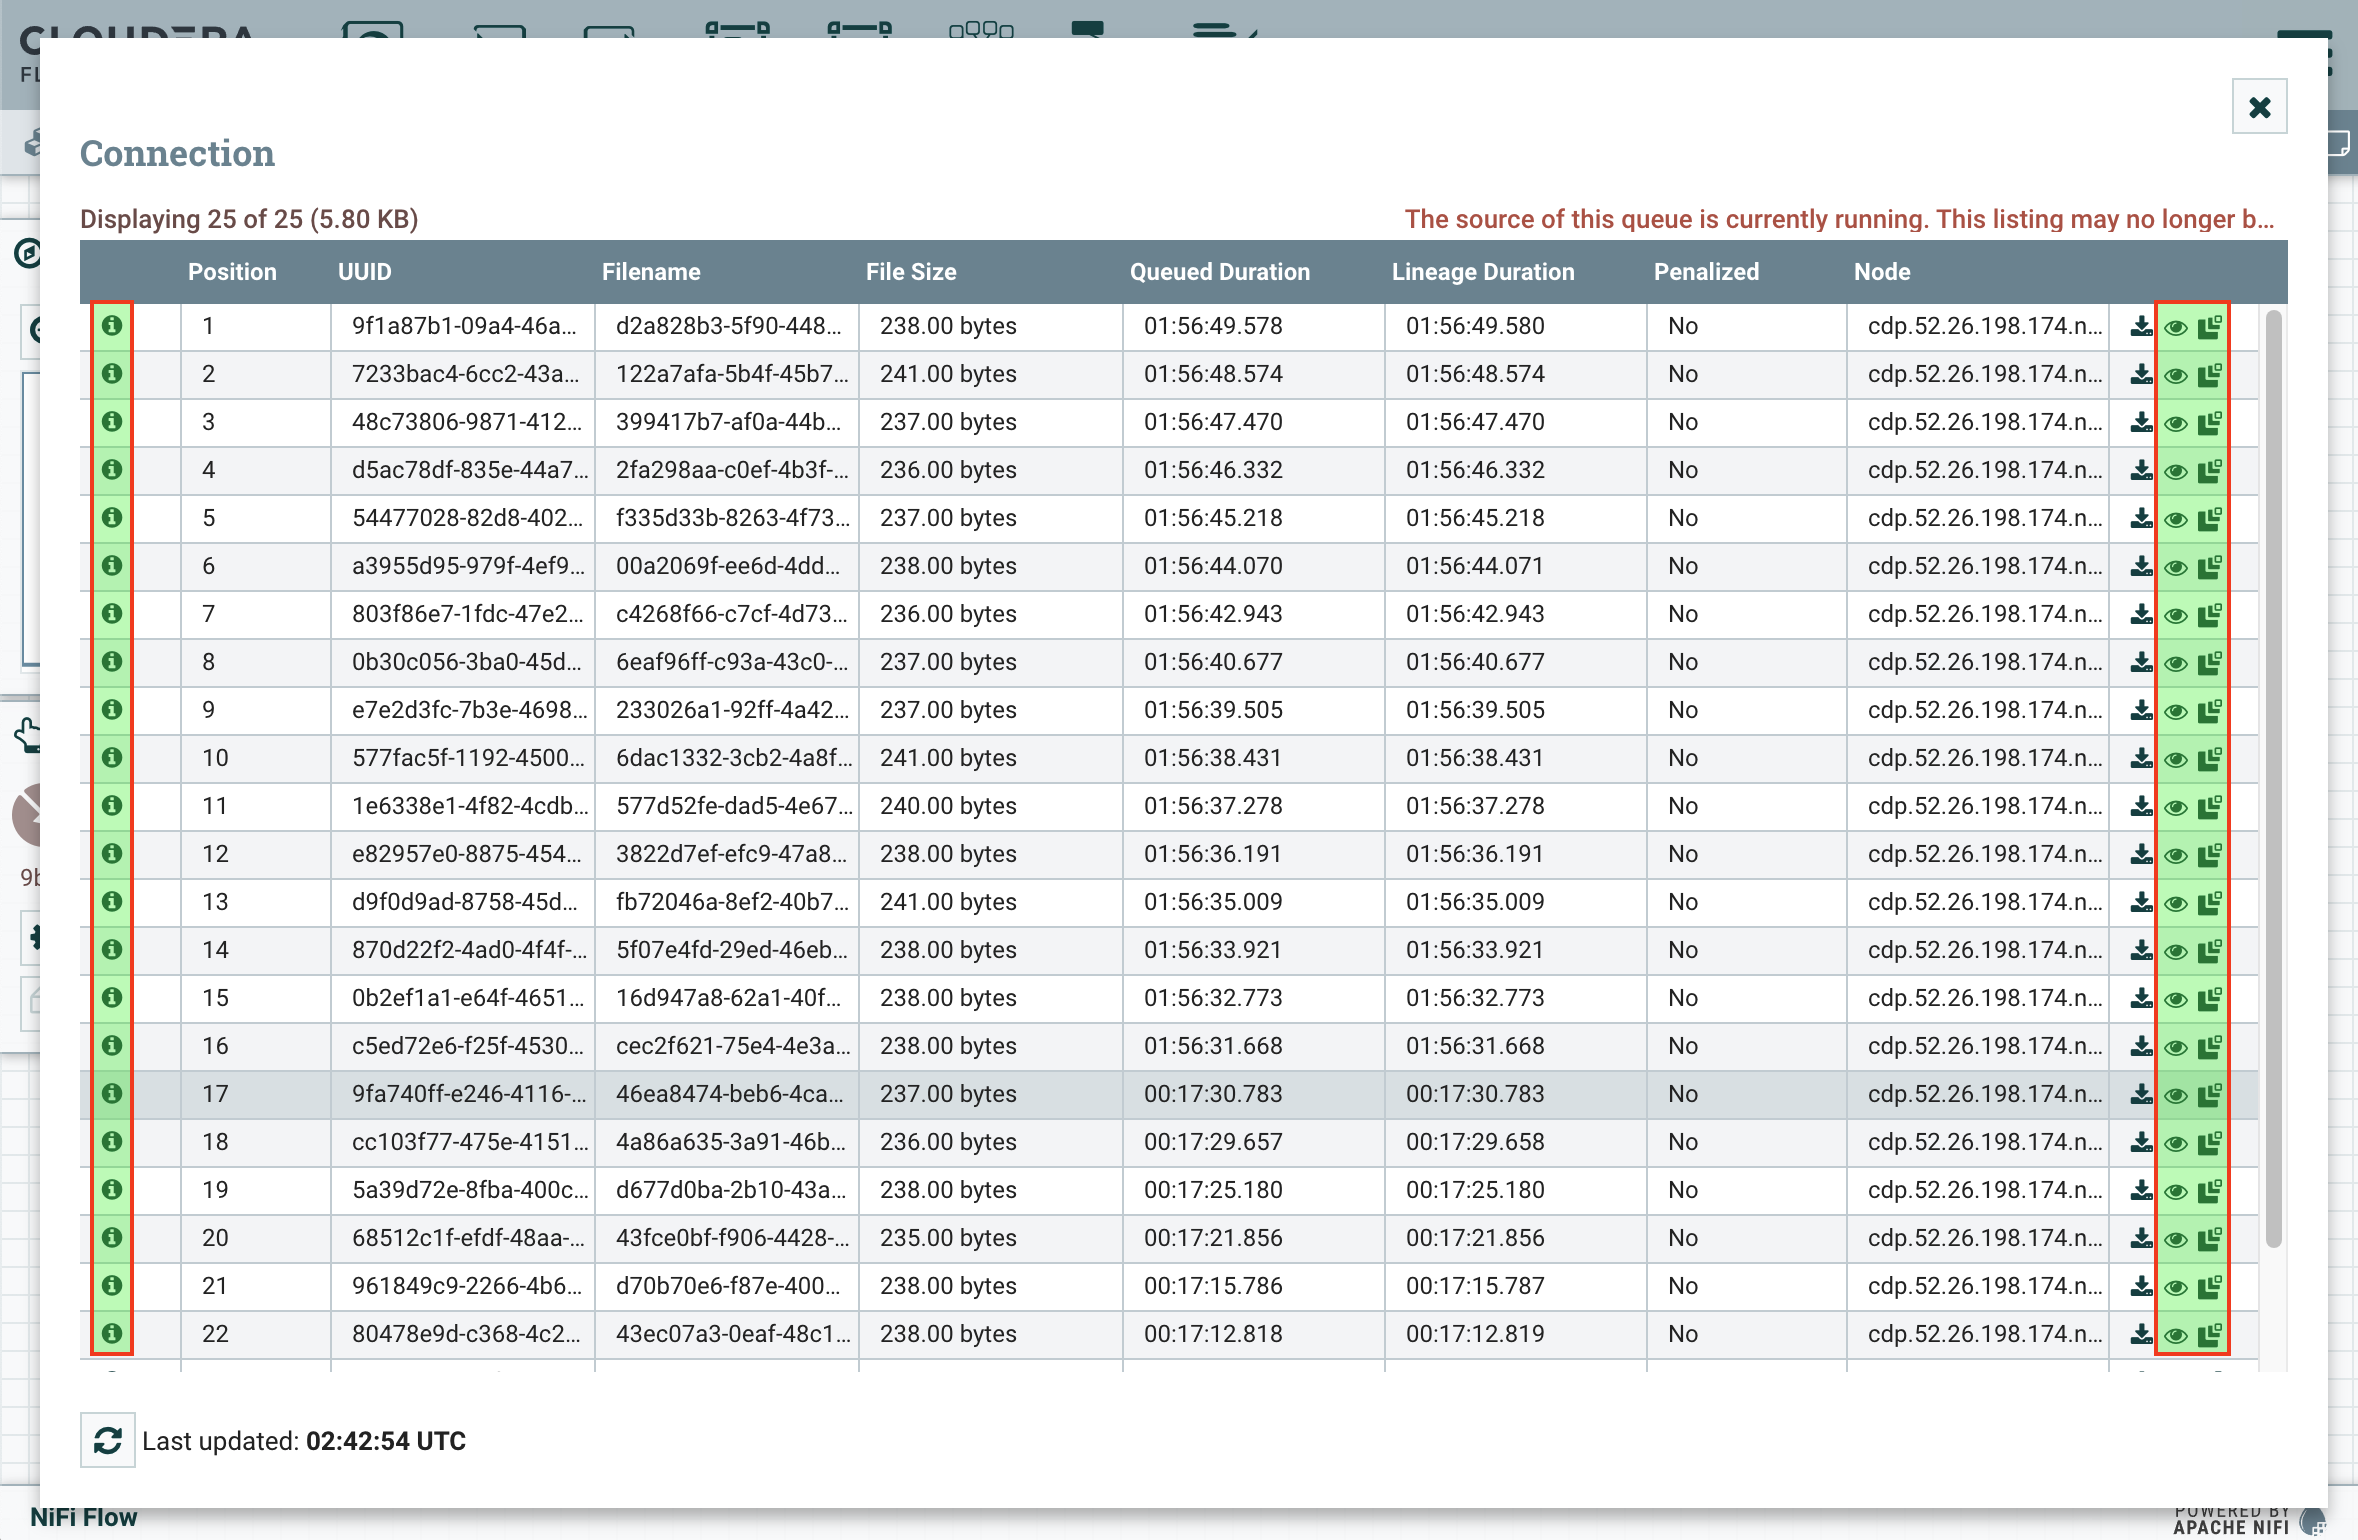 CLOUDERA
FL
Connection
Displaying 25 of 25 (5.80 KB) The source of this queue is currently running. This listing may no longer b...
Position UUID Filename File Size Queued Duration Lineage Duration Penalized Node
1 9f1a87b1-09a4-46a... d2a828b3-5f90-448... 238.00 bytes 01:56:49.578 01:56:49.580 No cdp.52.26.198.174.n...
2 7233bac4-6cc2-43a... 122a7afa-5b4f-45b7... 241.00 bytes 01:56:48.574 01:56:48.574 No cdp.52.26.198.174.n...
3 48c73806-9871-412... 399417b7-af0a-44b... 237.00 bytes 01:56:47.470 01:56:47.470 No cdp.52.26.198.174.n...
4 d5ac78df-835e-44a7... 2fa298aa-c0ef-4b3f-... 236.00 bytes 01:56:46.332 01:56:46.332 No cdp.52.26.198.174.n...
5 54477028-82d8-402... f335d33b-8263-4f73... 237.00 bytes 01:56:45.218 01:56:45.218 No cdp.52.26.198.174.n...
6 a3955d95-979f-4ef9... 00a2069f-ee6d-4dd... 238.00 bytes 01:56:44.070 01:56:44.071 No cdp.52.26.198.174.n...
7 803f86e7-1fdc-47e2... c4268f66-c7cf-4d73... 236.00 bytes 01:56:42.943 01:56:42.943 No cdp.52.26.198.174.n...
8 0b30c056-3ba0-45d... 6eaf96ff-c93a-43c0-... 237.00 bytes 01:56:40.677 01:56:40.677 No cdp.52.26.198.174.n...
9 e7e2d3fc-7b3e-4698... 233026a1-92ff-4a42... 237.00 bytes 01:56:39.505 01:56:39.505 No cdp.52.26.198.174.n...
10 577fac5f-1192-4500... 6dac1332-3cb2-4a8f... 241.00 bytes 01:56:38.431 01:56:38.431 No cdp.52.26.198.174.n...
11 1e6338e1-4f82-4cdb... 577d52fe-dad5-4e67... 240.00 bytes 01:56:37.278 01:56:37.278 No cdp.52.26.198.174.n...
12 e82957e0-8875-454... 3822d7ef-efc9-47a8... 238.00 bytes 01:56:36.191 01:56:36.191 No cdp.52.26.198.174.n...
9b
13 d9f0d9ad-8758-45d... fb72046a-8ef2-40b7... 241.00 bytes 01:56:35.009 01:56:35.009 No cdp.52.26.198.174.n...
14 870d22f2-4ad0-4f4f-... 5f07e4fd-29ed-46eb... 238.00 bytes 01:56:33.921 01:56:33.921 No cdp.52.26.198.174.n...
15 0b2ef1a1-e64f-4651... 16d947a8-62a1-40f... 238.00 bytes 01:56:32.773 01:56:32.773 No cdp.52.26.198.174.n...
16 c5ed72e6-f25f-4530... cec2f621-75e4-4e3a... 238.00 bytes 01:56:31.668 01:56:31.668 No cdp.52.26.198.174.n...
17 9fa740ff-e246-4116-... 46ea8474-beb6-4ca... 237.00 bytes 00:17:30.783 00:17:30.783 No cdp.52.26.198.174.n...
18 cc103f77-475e-4151... 4a86a635-3a91-46b... 236.00 bytes 00:17:29.657 00:17:29.658 No cdp.52.26.198.174.n...
19 5a39d72e-8fba-400c... d677d0ba-2b10-43a... 238.00 bytes 00:17:25.180 00:17:25.180 No cdp.52.26.198.174.n...
20 68512c1f-efdf-48aa-... 43fce0bf-f906-4428-... 235.00 bytes 00:17:21.856 00:17:21.856 No cdp.52.26.198.174.n...
21 961849c9-2266-4b6... d70b70e6-f87e-400... 238.00 bytes 00:17:15.786 00:17:15.787 No cdp.52.26.198.174.n...
22 80478e9d-c368-4c2... 43ec07a3-0eaf-48c1... 238.00 bytes 00:17:12.818 00:17:12.819 No cdp.52.26.198.174.n...
Last updated: 02:42:54 UTC
NiFi Flow
POWERED BY
APACHE NIFI